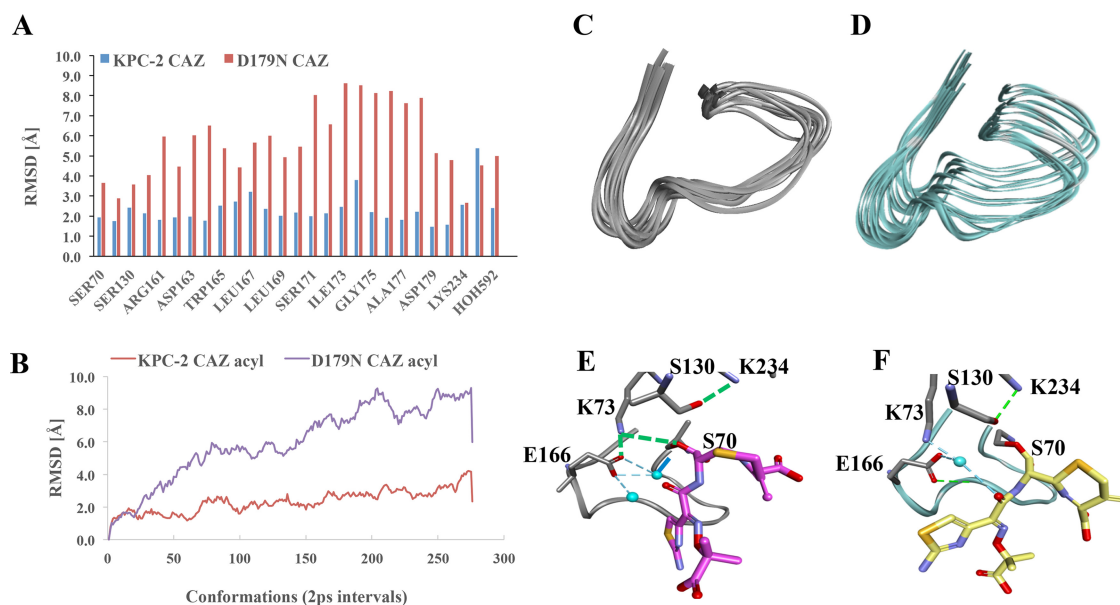 A
KPC-2 CAZ D179N CAZ
RMSD [Å]
10.0
9.0
8.0
7.0
6.0
5.0
4.0
3.0
2.0
1.0
0.0
SER70 SER130 ARG161 ASP163 TRP165 LEU167 LEU169 SER171 ILE173 GLY175 ALA177 ASP179 LYS234 HOH592
B
KPC-2 CAZ acyl D179N CAZ acyl
RMSD [Å]
10.0
8.0
6.0
4.0
2.0
0.0
0 50 100 150 200 250 300
Conformations (2ps intervals)
C
D
E
S130
K234
K73
S70
E166
F
S130
K234
K73
S70
E166